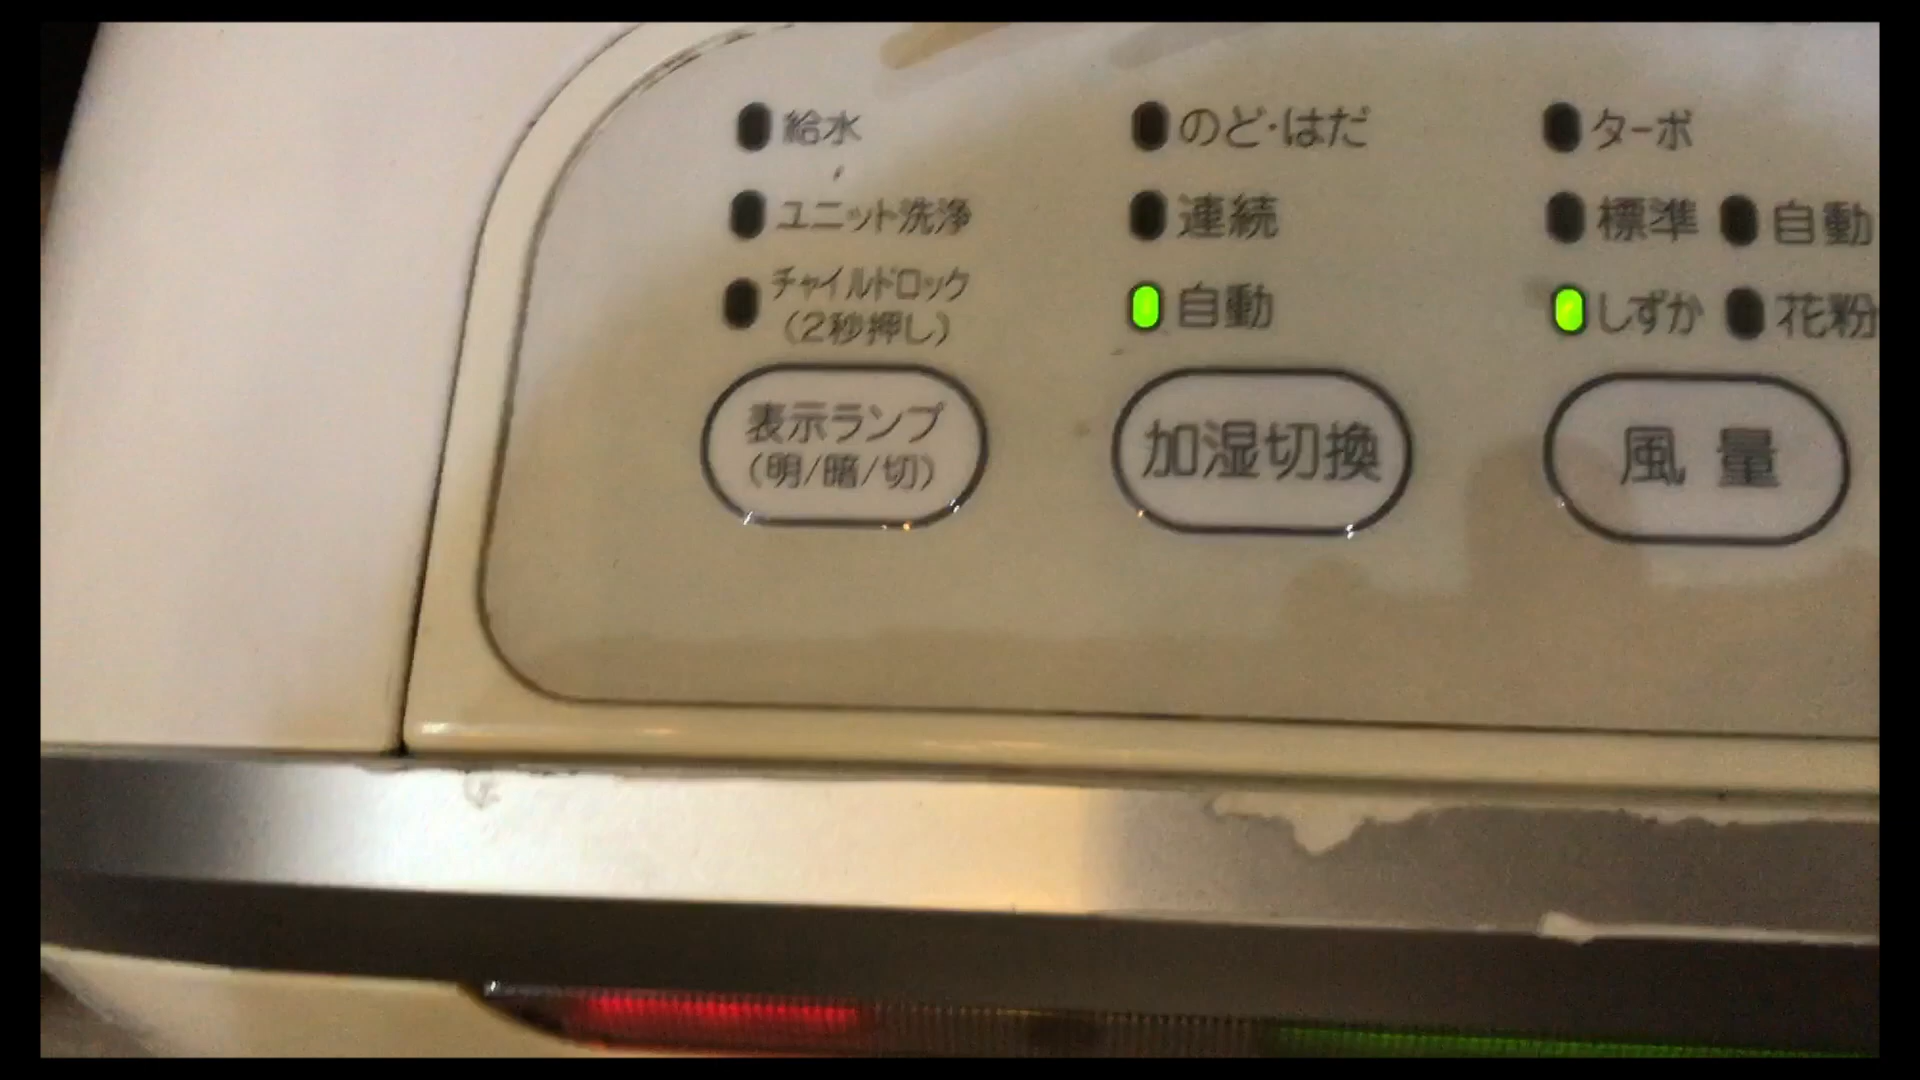 給水
ユニット洗浄
チャイルドロック
(2秒押し)
表示ランプ
(明/暗/切)
のど・はだ
連続
自動
加湿切換
ターボ
標準 自動
しずか 花粉
風量